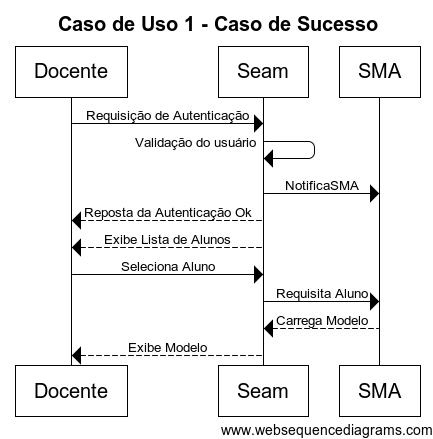 Caso de Uso 1 - Caso de Sucesso
Docente
Seam
SMA
Requisição de Autenticação
Validação do usuário
NotificaSMA
Reposta da Autenticação Ok
Exibe Lista de Alunos
Seleciona Aluno
Requisita Aluno
Carrega Modelo
Exibe Modelo
Docente
Seam
SMA
www.websequencediagrams.com